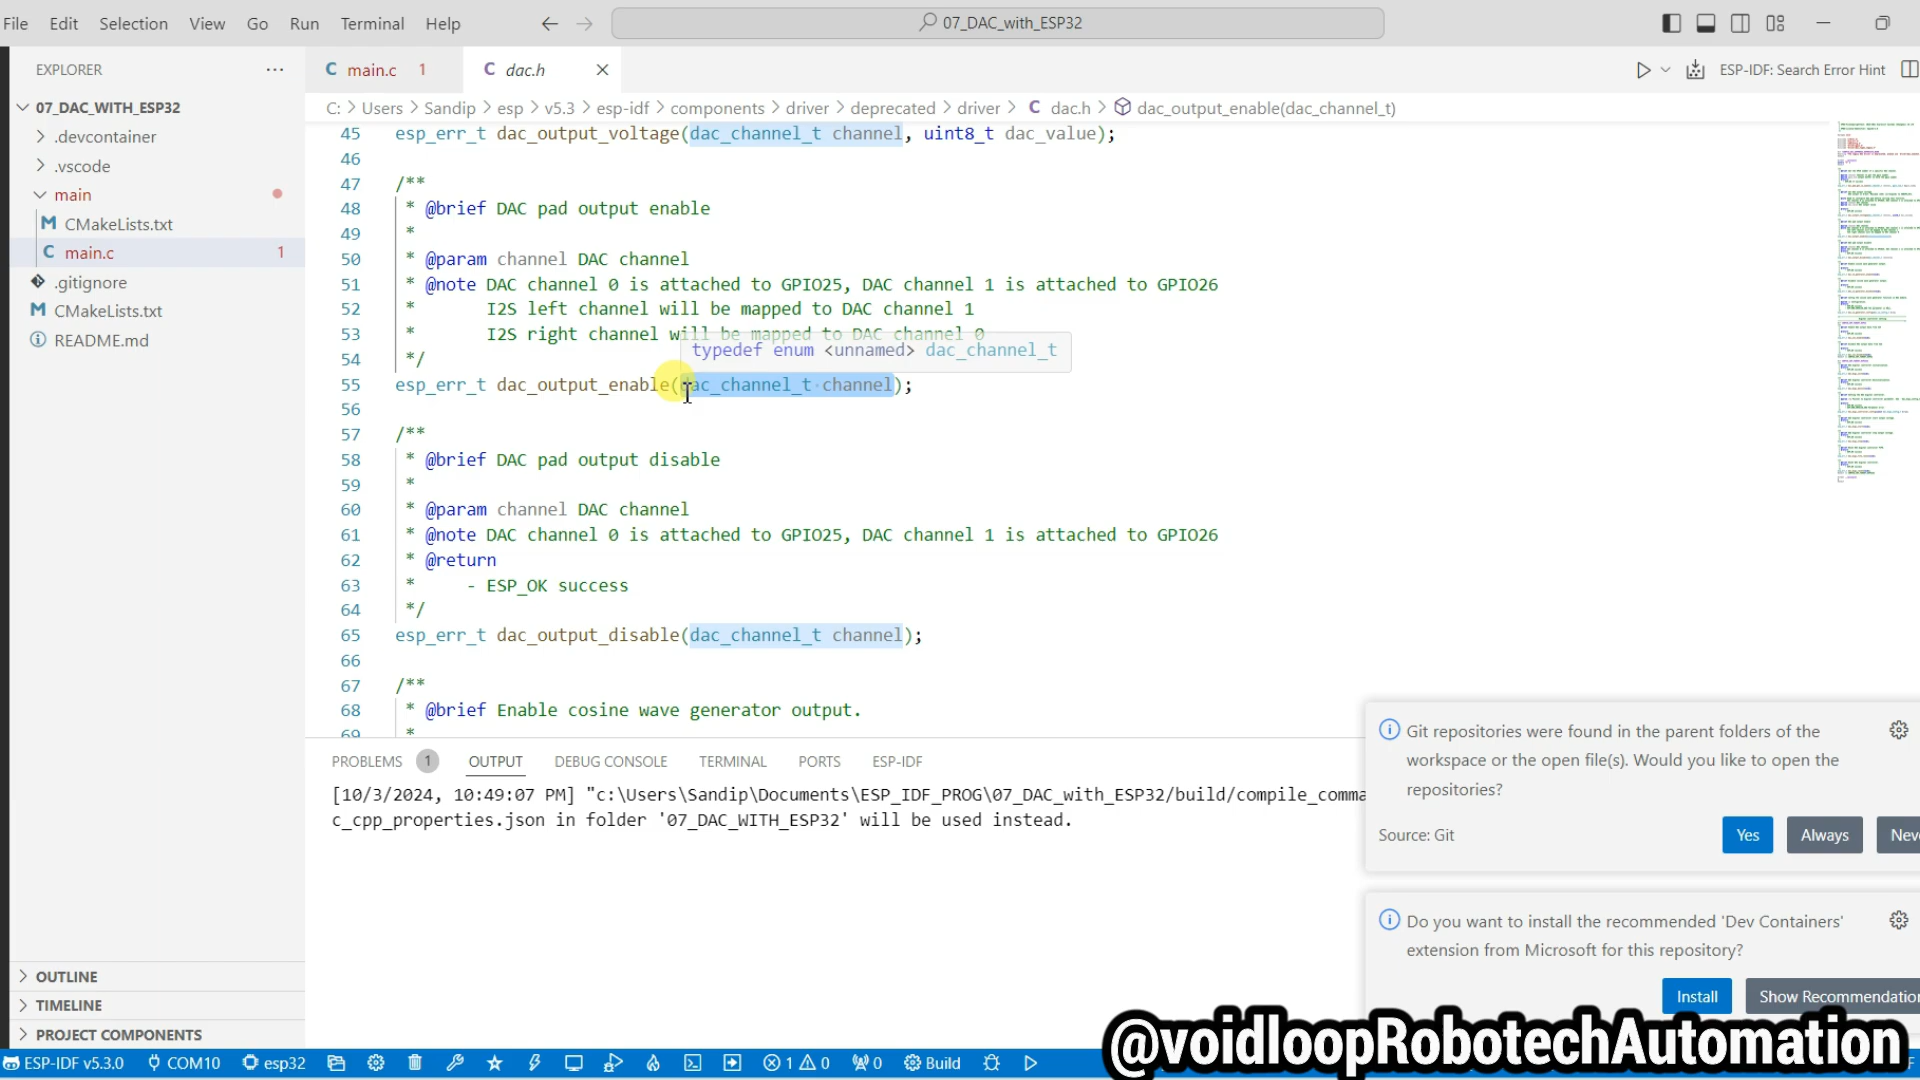 File Edit Selection View Go Run Terminal Help
07_DAC_with_ESP32
EXPLORER
main.c 1
dac.h
ESP-IDF: Search Error Hint
07_DAC_WITH_ESP32
C: > Users > Sandip > esp > v5.3 > esp-idf > components > driver > deprecated > driver > C dac.h > dac_output_enable(dac_channel_t)
.devcontainer
.vscode
main
CMakeLists.txt
main.c 1
.gitignore
CMakeLists.txt
README.md
45 esp_err_t dac_output_voltage(dac_channel_t channel, uint8_t dac_value);
46
47 /**
48 * @brief DAC pad output enable
49 *
50 * @param channel DAC channel
51 * @note DAC channel 0 is attached to GPIO25, DAC channel 1 is attached to GPIO26
52 * I2S left channel will be mapped to DAC channel 1
53 * I2S right channel will be mapped to DAC channel 0
typedef enum <unnamed> dac_channel_t
54 */
55 esp_err_t dac_output_enable(dac_channel_t channel);
56
57 /**
58 * @brief DAC pad output disable
59 *
60 * @param channel DAC channel
61 * @note DAC channel 0 is attached to GPIO25, DAC channel 1 is attached to GPIO26
62 * @return
63 * - ESP_OK success
64 */
65 esp_err_t dac_output_disable(dac_channel_t channel);
66
67 /**
68 * @brief Enable cosine wave generator output.
69 *
PROBLEMS 1 OUTPUT DEBUG CONSOLE TERMINAL PORTS ESP-IDF
[10/3/2024, 10:49:07 PM] "c:\Users\Sandip\Documents\ESP_IDF_PROG\07_DAC_with_ESP32/build/compile_comma
c_cpp_properties.json in folder '07_DAC_WITH_ESP32' will be used instead.
Git repositories were found in the parent folders of the
workspace or the open file(s). Would you like to open the
repositories?
Source: Git
Yes Always Nev
Do you want to install the recommended 'Dev Containers'
extension from Microsoft for this repository?
Install Show Recommendation
OUTLINE
TIMELINE
PROJECT COMPONENTS
@voidloopRobotechAutomation
ESP-IDF v5.3.0 COM10 esp32 1 0 0 Build